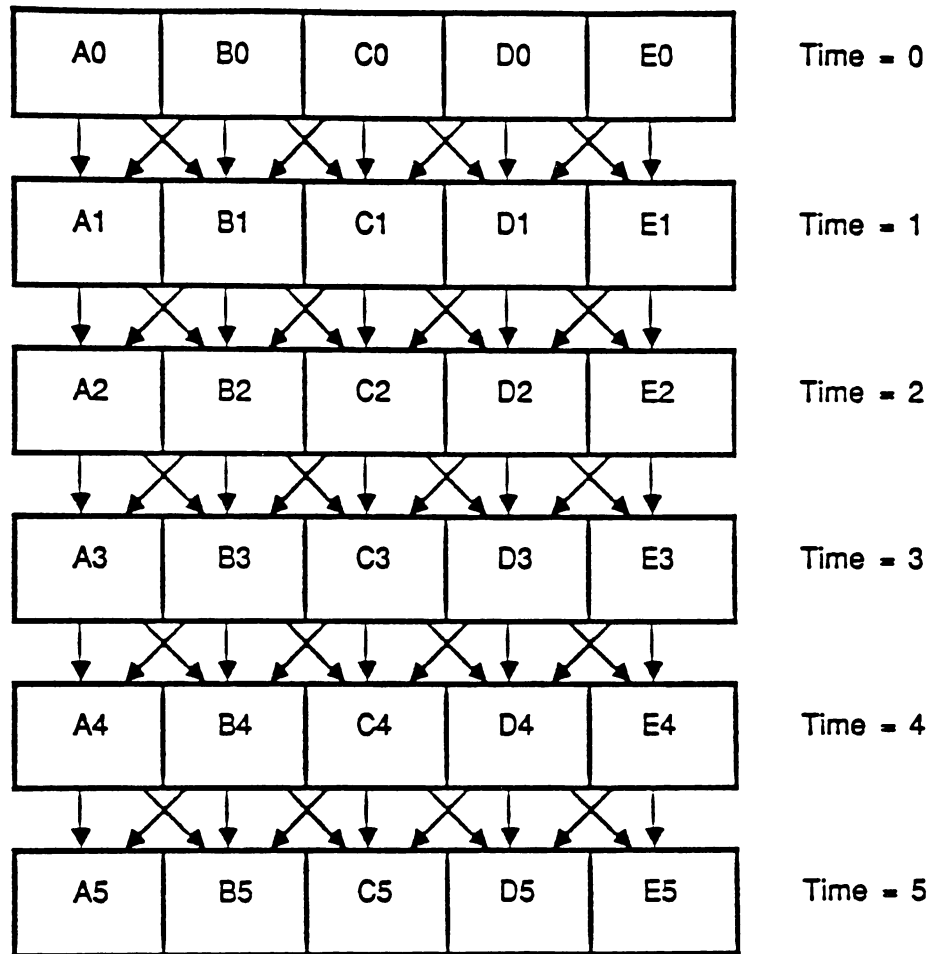 A0 B0 C0 D0 E0 Time = 0
A1 B1 C1 D1 E1 Time = 1
A2 B2 C2 D2 E2 Time = 2
A3 B3 C3 D3 E3 Time = 3
A4 B4 C4 D4 E4 Time = 4
A5 B5 C5 D5 E5 Time = 5